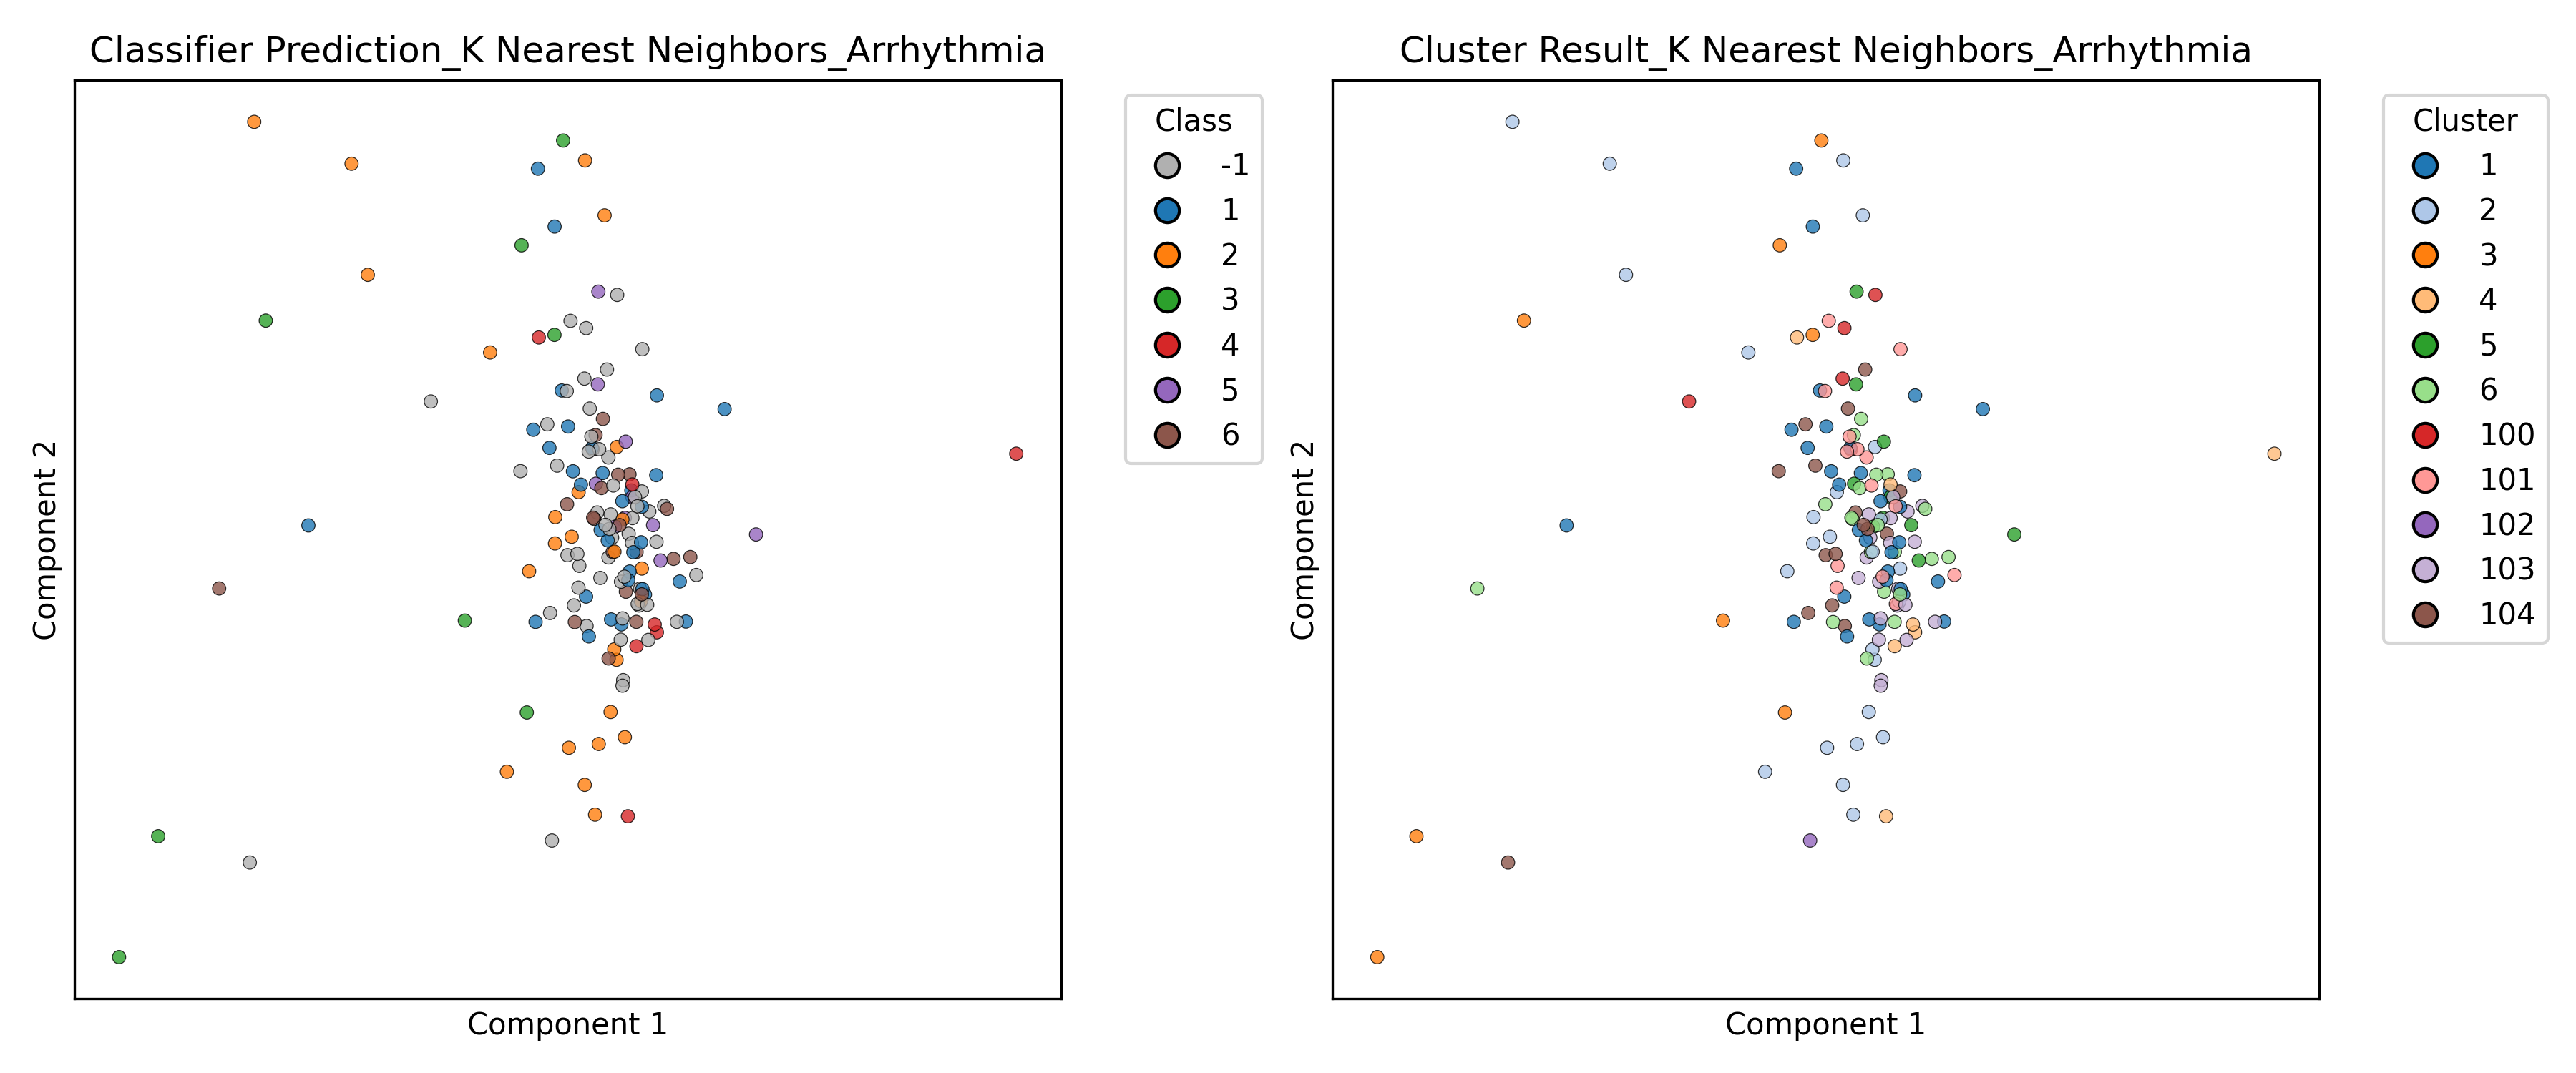 Classifier Prediction_K Nearest Neighbors_Arrhythmia
Component 2
Component 1
Class
-1
1
2
3
4
5
6
Cluster Result_K Nearest Neighbors_Arrhythmia
Component 2
Component 1
Cluster
1
2
3
4
5
6
100
101
102
103
104